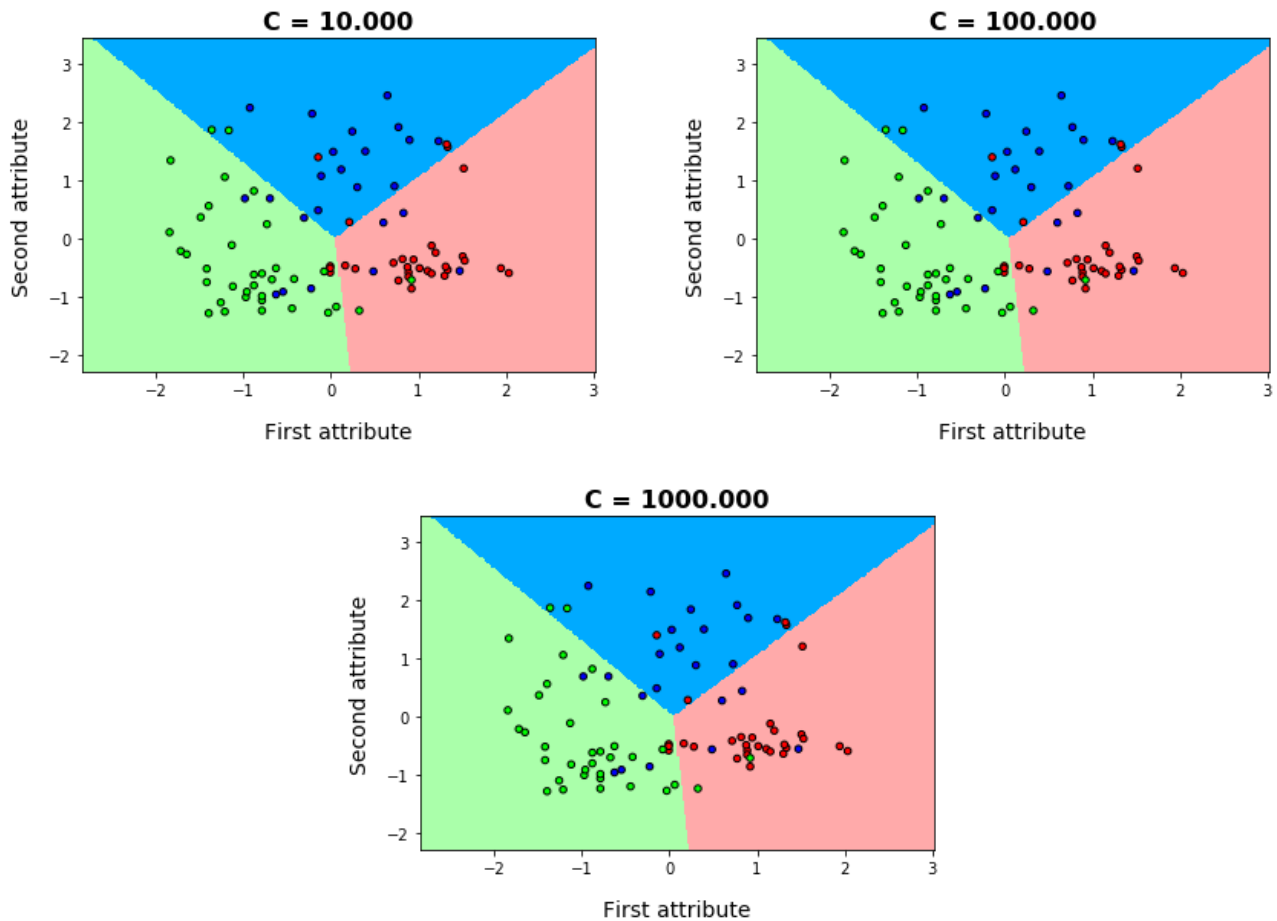 C = 10.000
3
2
1
0
−1
−2
Second attribute
−2 −1 0 1 2 3
First attribute
C = 100.000
3
2
1
0
−1
−2
Second attribute
−2 −1 0 1 2 3
First attribute
C = 1000.000
3
2
1
0
−1
−2
Second attribute
−2 −1 0 1 2 3
First attribute